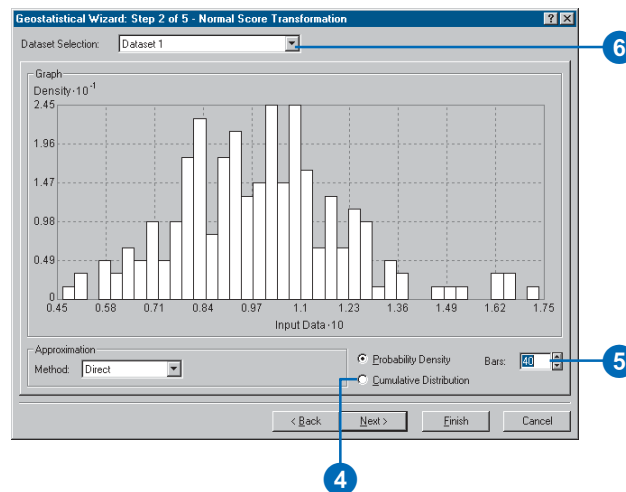 Geostatistical Wizard: Step 2 of 5 - Normal Score Transformation
Dataset Selection: Dataset 1
6
Graph
Density·10⁻¹
2.45
1.96
1.47
0.98
0.49
0
0.45 0.58 0.71 0.84 0.97 1.1 1.23 1.36 1.49 1.62 1.75
Input Data·10
Approximation
Method: Direct
Probability Density
Bars: 40
5
Cumulative Distribution
< Back Next > Finish Cancel
4